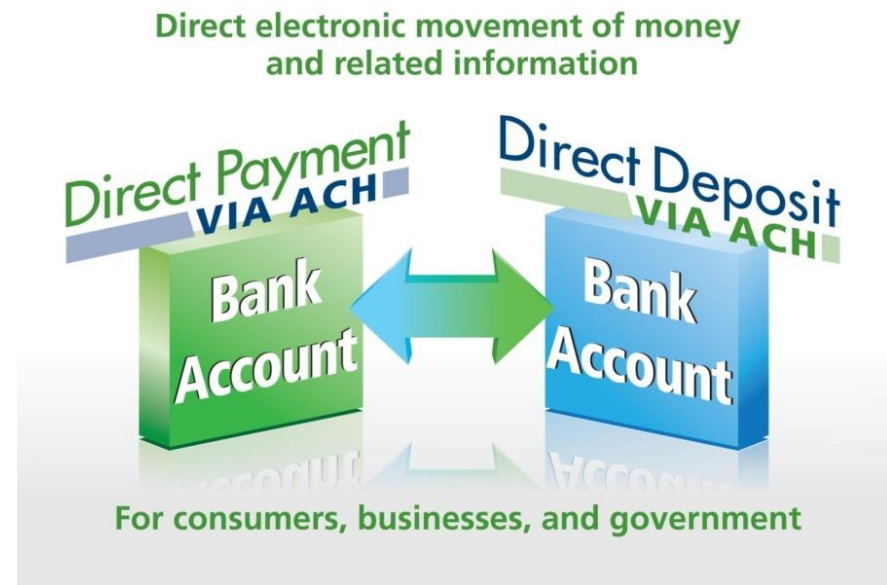 Direct electronic movement of money
and related information
Direct Payment
VIA ACH
Direct Deposit
VIA ACH
Bank
Account
Bank
Account
For consumers, businesses, and government